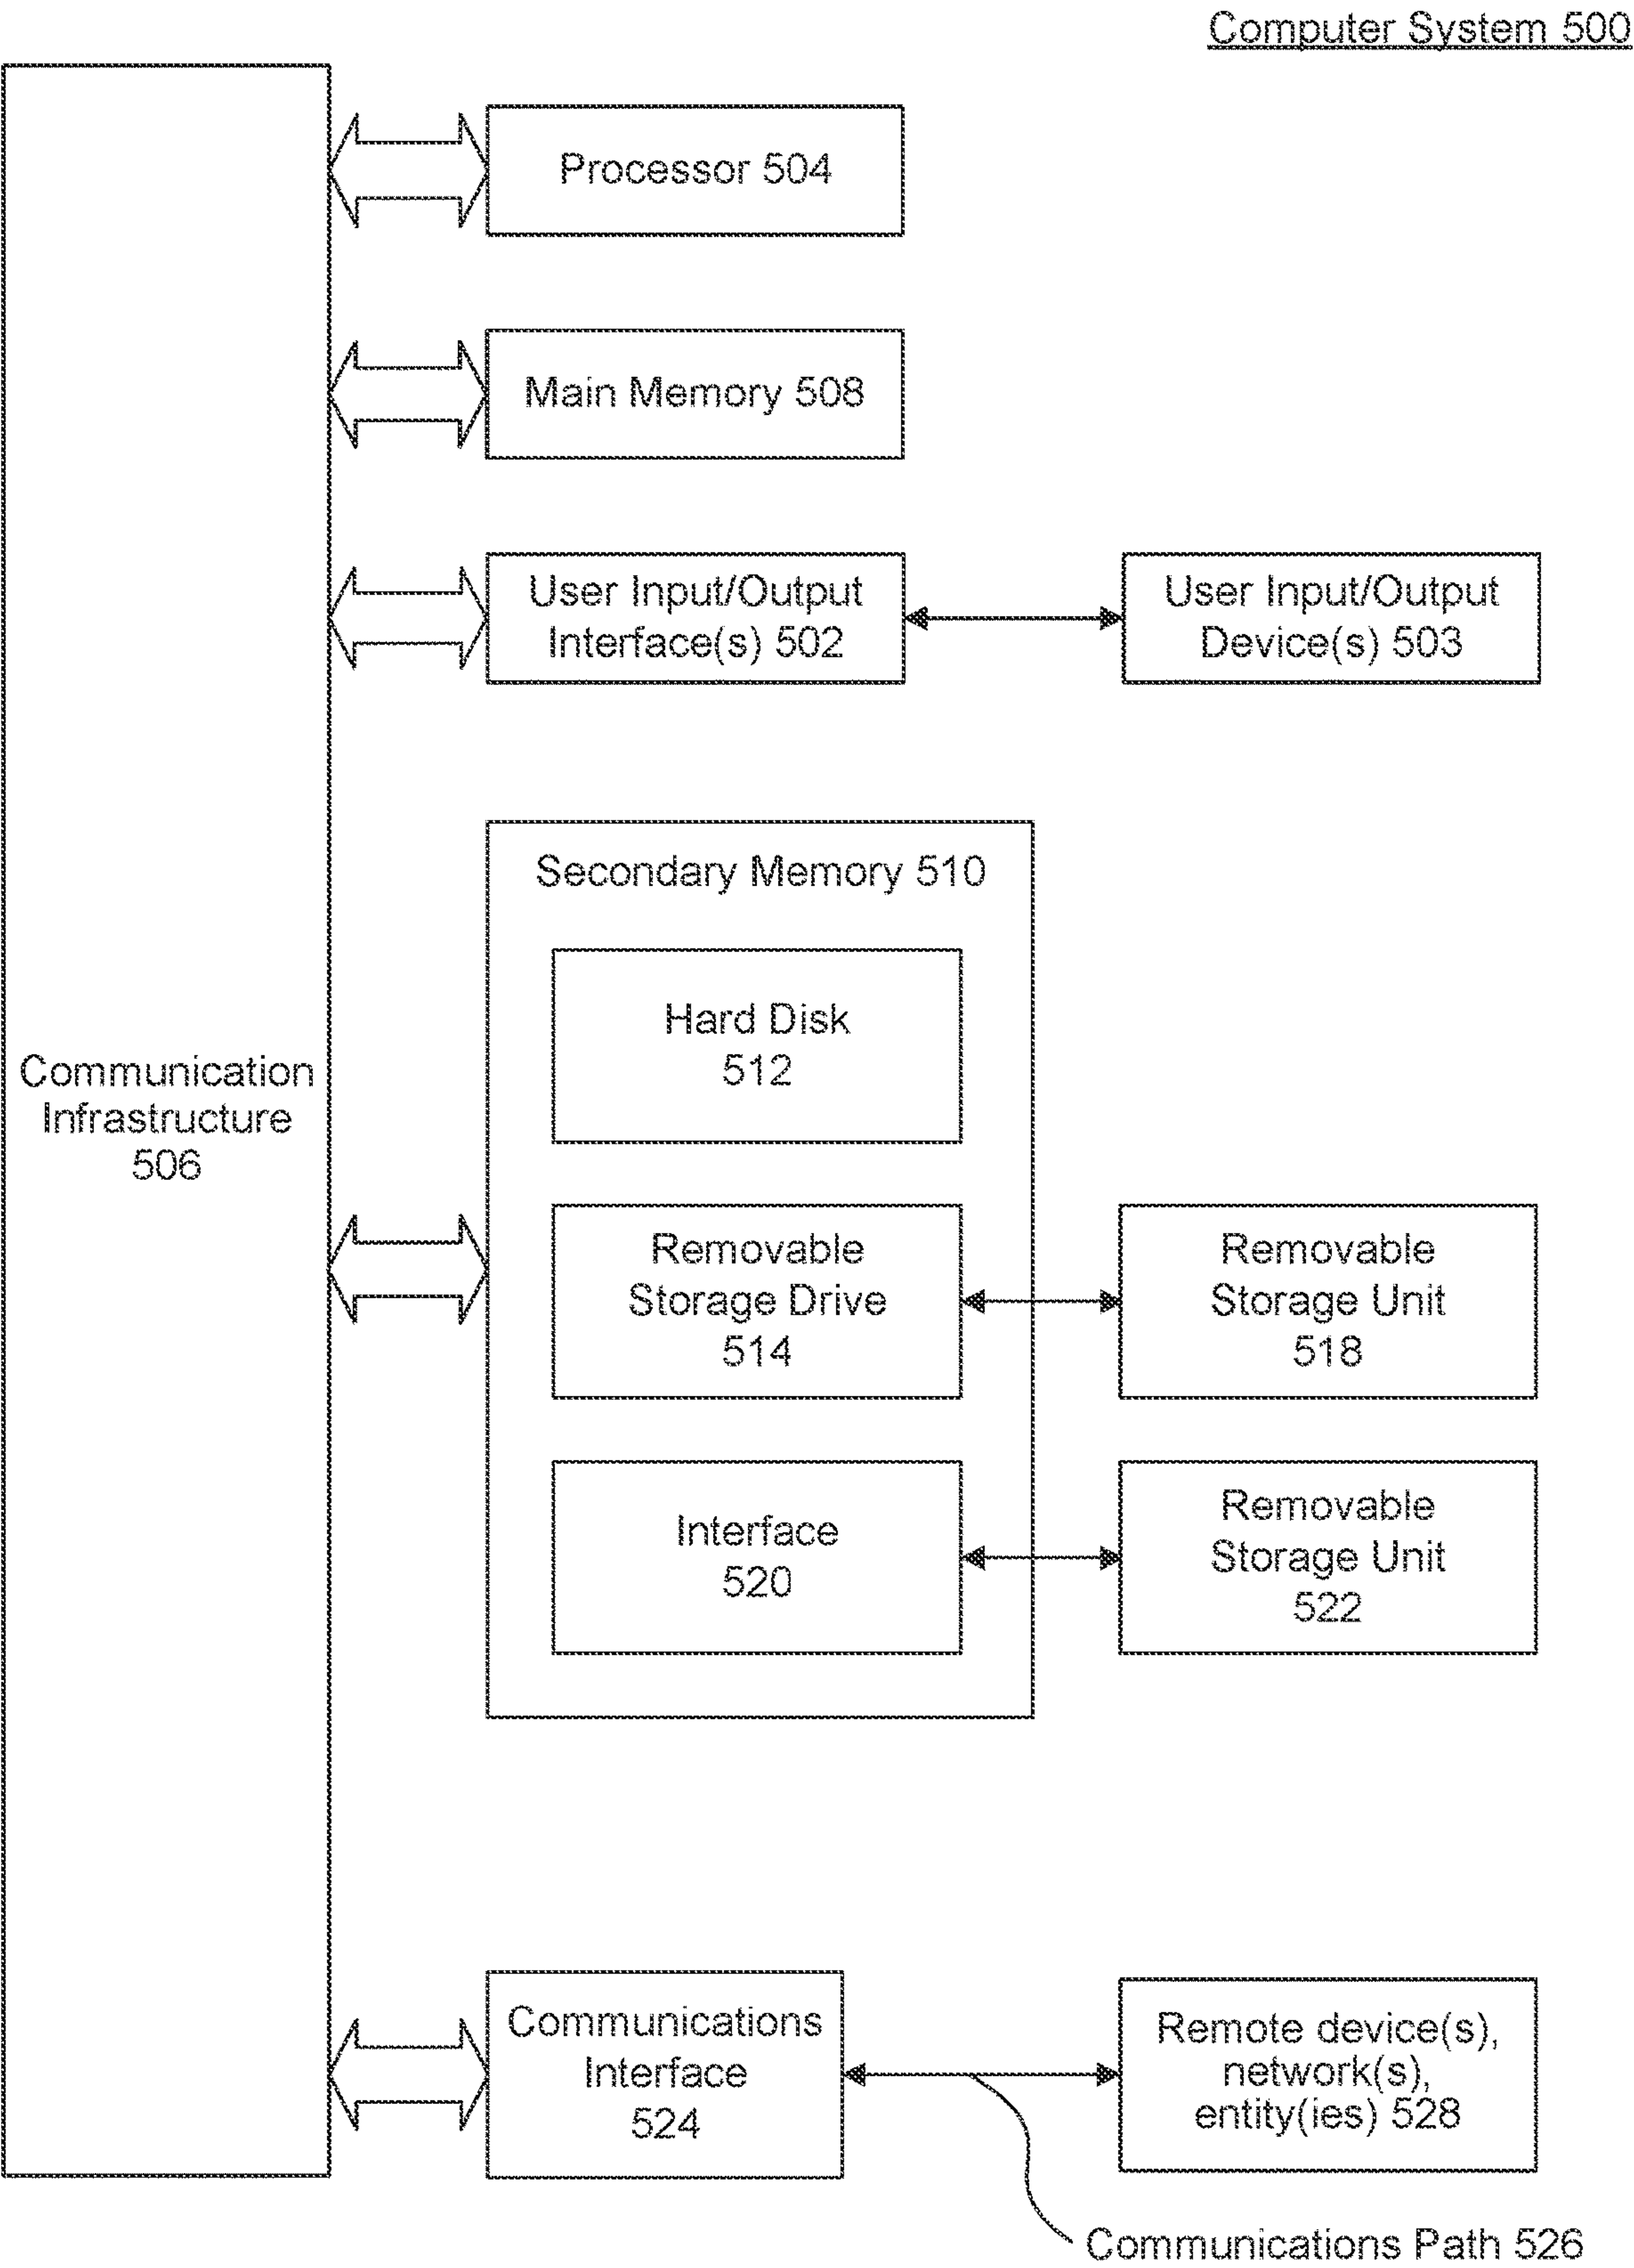 Computer System 500
Processor 504
Main Memory 508
User Input/Output
Interface(s) 502
User Input/Output
Device(s) 503
Secondary Memory 510
Hard Disk
512
Communication
Infrastructure
506
Removable
Storage Drive
514
Removable
Storage Unit
518
Interface
520
Removable
Storage Unit
522
Communications
Interface
524
Remote device(s),
network(s),
entity(ies) 528
Communications Path 526